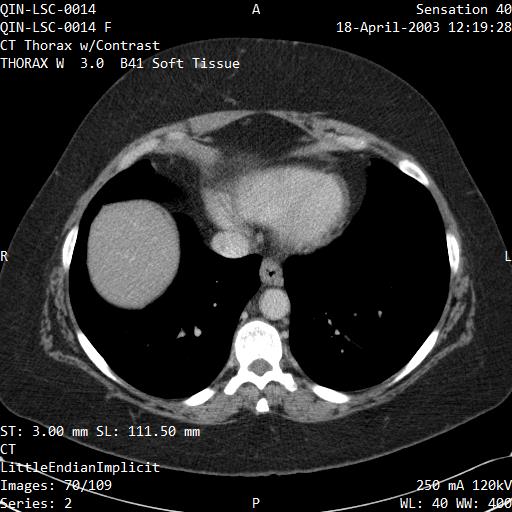 QIN-LSC-0014
A
Sensation 40
QIN-LSC-0014 F
18-April-2003 12:19:28
CT Thorax w/Contrast
THORAX W  3.0  B41 Soft Tissue
R
L
ST: 3.00 mm SL: 111.50 mm
CT
LittleEndianImplicit
Images: 70/109
250 mA 120kV
Series: 2
P
WL: 40 WW: 400